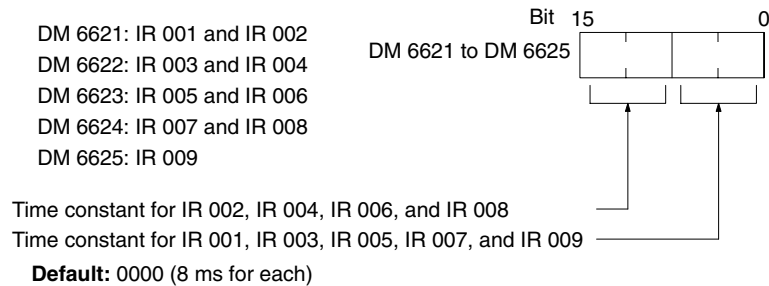 DM 6621: IR 001 and IR 002
DM 6622: IR 003 and IR 004
DM 6623: IR 005 and IR 006
DM 6624: IR 007 and IR 008
DM 6625: IR 009
Bit 15 0
DM 6621 to DM 6625
Time constant for IR 002, IR 004, IR 006, and IR 008
Time constant for IR 001, IR 003, IR 005, IR 007, and IR 009
Default: 0000 (8 ms for each)